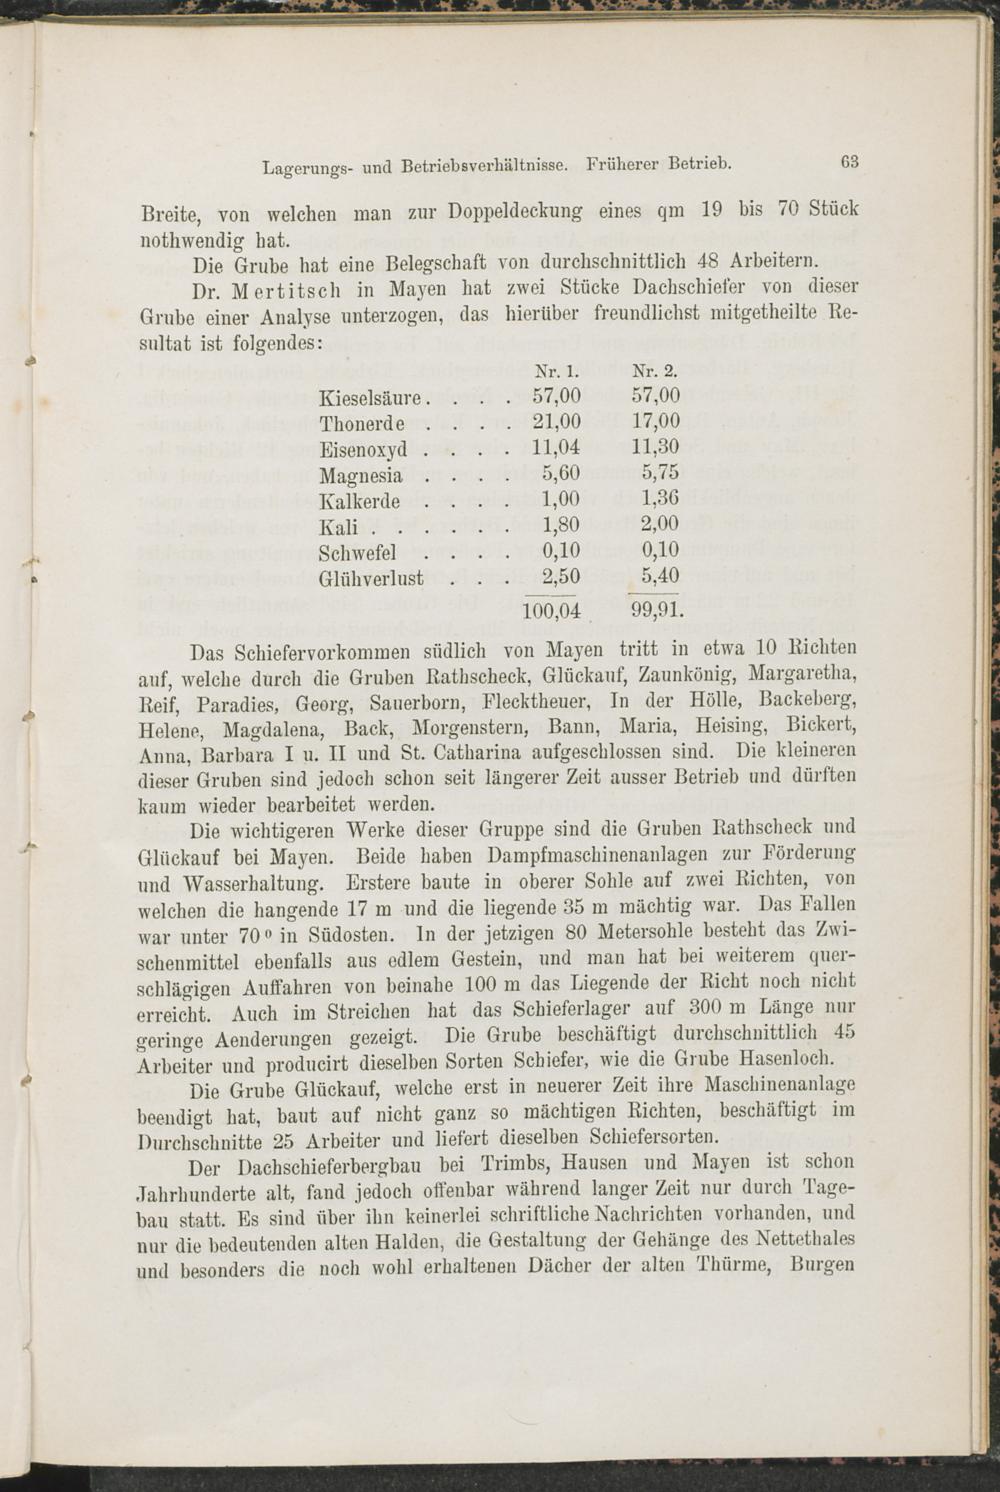 Lagerungs- und Betriebsverhältnisse. Früherer Betrieb. 63
Breite, von welchen man zur Doppeldeckung eines qm 19 bis 70 Stück
nothwendig hat.
Die Grube hat eine Belegschaft von durchschnittlich 48 Arbeitern.
Dr. Mertitsch in Mayen hat zwei Stücke Dachschiefer von dieser
Grube einer Analyse unterzogen, das hierüber freundlichst mitgetheilte Re-
sultat ist folgendes:
Nr. 1. Nr. 2.
Kieselsäure. . . . 57,00 57,00
Thonerde . . . . 21,00 17,00
Eisenoxyd . . . . 11,04 11,30
Magnesia . . . . 5,60 5,75
Kalkerde . . . . 1,00 1,36
Kali . . . . . . 1,80 2,00
Schwefel . . . . 0,10 0,10
Glühverlust . . . 2,50 5,40
100,04 99,91.
Das Schiefervorkommen südlich von Mayen tritt in etwa 10 Richten
auf, welche durch die Gruben Rathscheck, Glückauf, Zaunkönig, Margaretha,
Reif, Paradies, Georg, Sauerborn, Flecktheuer, In der Hölle, Backeberg,
Helene, Magdalena, Back, Morgenstern, Bann, Maria, Heising, Bickert,
Anna, Barbara I u. II und St. Catharina aufgeschlossen sind. Die kleineren
dieser Gruben sind jedoch schon seit längerer Zeit ausser Betrieb und dürften
kaum wieder bearbeitet werden.
Die wichtigeren Werke dieser Gruppe sind die Gruben Rathscheck und
Glückauf bei Mayen. Beide haben Dampfmaschinenanlagen zur Förderung
und Wasserhaltung. Erstere baute in oberer Sohle auf zwei Richten, von
welchen die hangende 17 m und die liegende 35 m mächtig war. Das Fallen
war unter 70° in Südosten. In der jetzigen 80 Metersohle besteht das Zwi-
schenmittel ebenfalls aus edlem Gestein, und man hat bei weiterem quer-
schlägigen Auffahren von beinahe 100 m das Liegende der Richt noch nicht
erreicht. Auch im Streichen hat das Schieferlager auf 300 m Länge nur
geringe Aenderungen gezeigt. Die Grube beschäftigt durchschnittlich 45
Arbeiter und producirt dieselben Sorten Schiefer, wie die Grube Hasenloch.
Die Grube Glückauf, welche erst in neuerer Zeit ihre Maschinenanlage
beendigt hat, baut auf nicht ganz so mächtigen Richten, beschäftigt im
Durchschnitte 25 Arbeiter und liefert dieselben Schiefersorten.
Der Dachschieferbergbau bei Trimbs, Hausen und Mayen ist schon
Jahrhunderte alt, fand jedoch offenbar während langer Zeit nur durch Tage-
bau statt. Es sind über ihn keinerlei schriftliche Nachrichten vorhanden, und
nur die bedeutenden alten Halden, die Gestaltung der Gehänge des Nettethales
und besonders die noch wohl erhaltenen Dächer der alten Thürme, Burgen